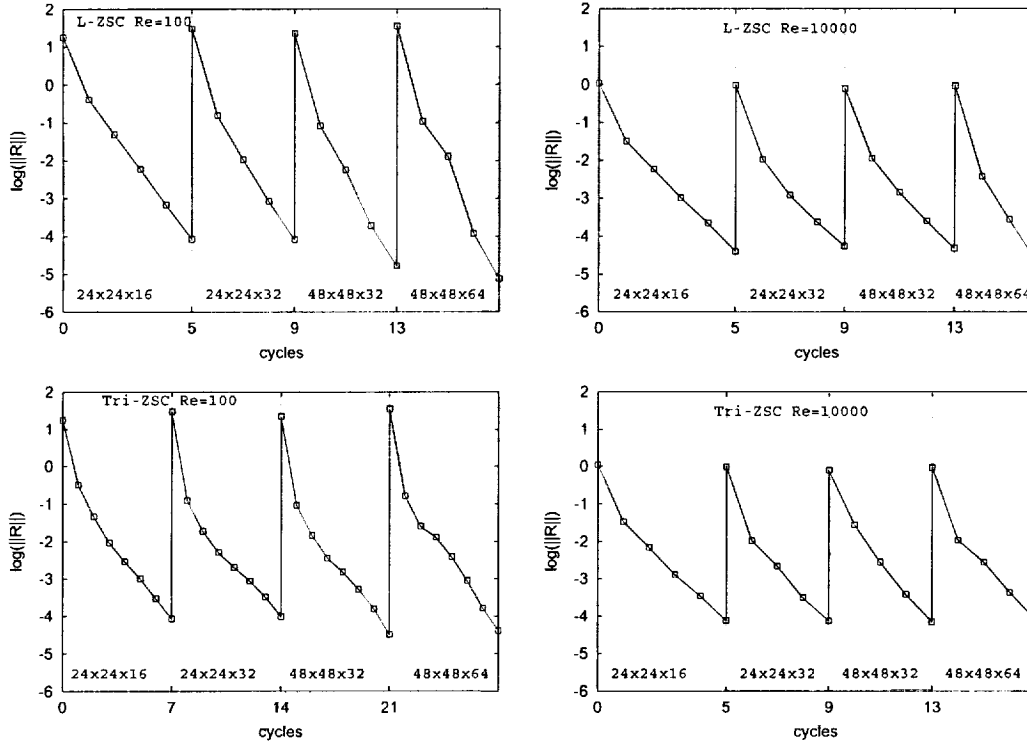 L-ZSC Re=100
2
1
0
-1
-2
-3
-4
-5
-6
log(||R||)
24x24x16 24x24x32 48x48x32 48x48x64
0 5 9 13
cycles
L-ZSC Re=10000
2
1
0
-1
-2
-3
-4
-5
-6
log(||R||)
24x24x16 24x24x32 48x48x32 48x48x64
0 5 9 13
cycles
Tri-ZSC Re=100
2
1
0
-1
-2
-3
-4
-5
-6
log(||R||)
24x24x16 24x24x32 48x48x32 48x48x64
0 7 14 21
cycles
Tri-ZSC Re=10000
2
1
0
-1
-2
-3
-4
-5
-6
log(||R||)
24x24x16 24x24x32 48x48x32 48x48x64
0 5 9 13
cycles